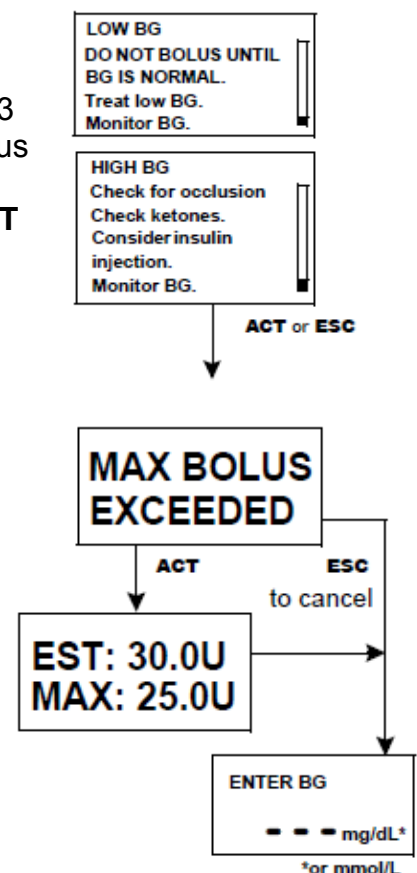 LOW BG
DO NOT BOLUS UNTIL
BG IS NORMAL.
Treat low BG.
Monitor BG.
3
us
T
HIGH BG
Check for occlusion
Check ketones.
Consider insulin
injection.
Monitor BG.
ACT or ESC
MAX BOLUS
EXCEEDED
ACT
ESC
to cancel
EST: 30.0U
MAX: 25.0U
ENTER BG
- - - mg/dL*
*or mmol/L